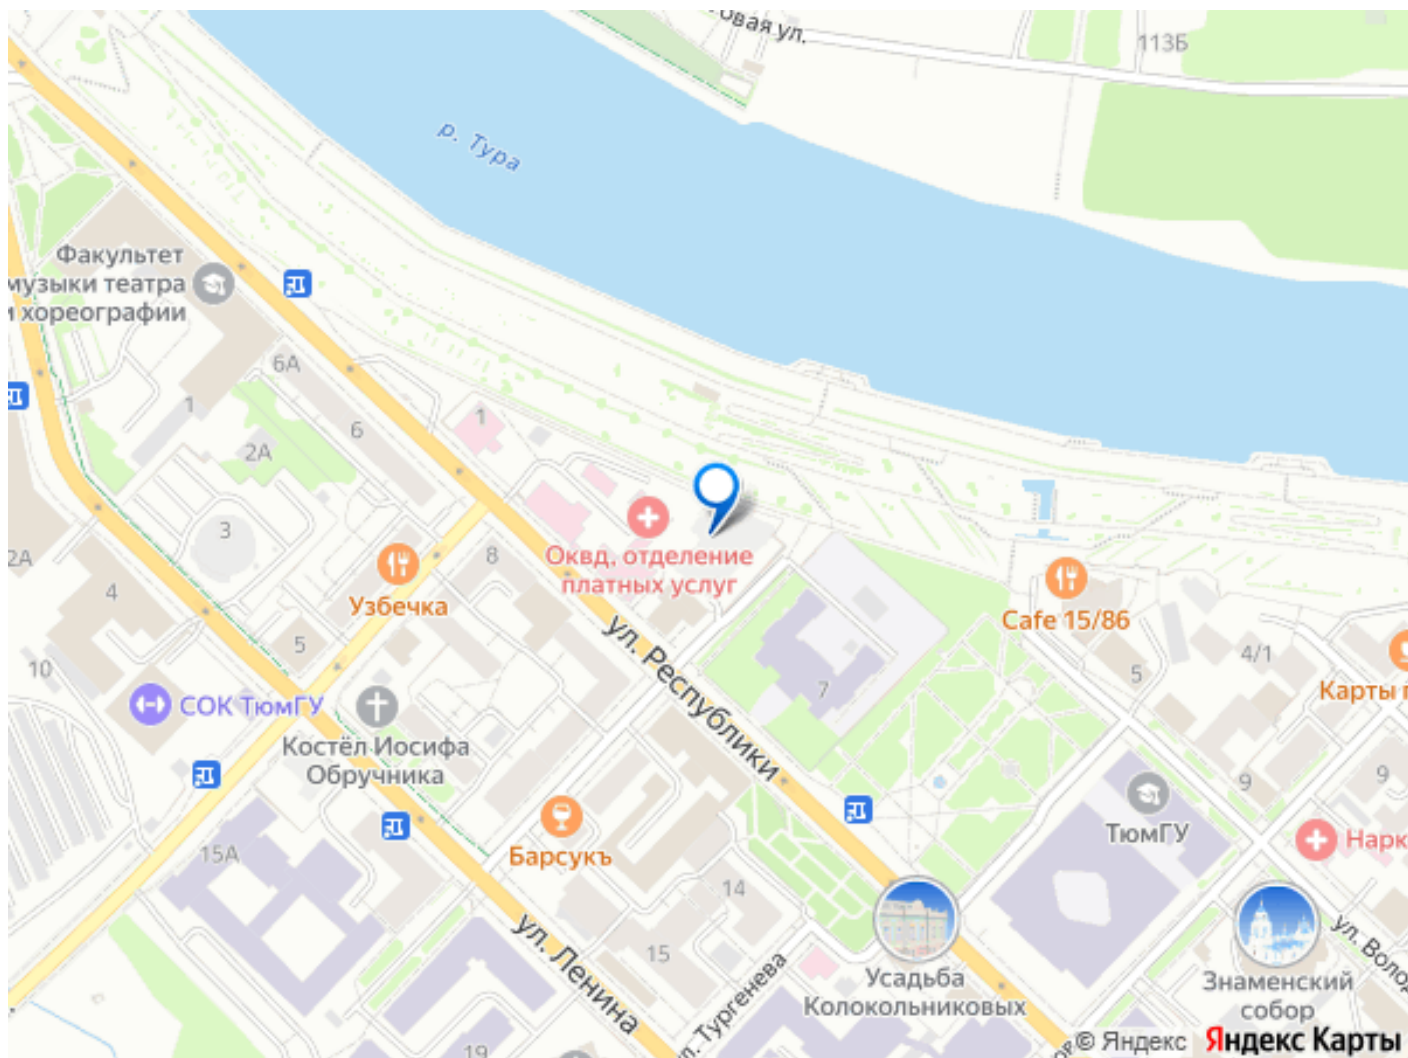 товая ул.
113Б
р. Тура
Факультет
музыки театра
и хореографии
6А
1
6
1
2А
3
2А
4
8
Оквд, отделение
платных услуг
Узбечка
5
10
СОК ТюмГУ
Костёл Иосифа
Обручника
ул. Республики
7
Cafe 15/86
5
4/1
Карты п
9
9
ТюмГУ
Нарк
15А
Барсукъ
14
15
ул. Ленина
ул. Тургенева
19
Усадьба
Колокольниковых
Знаменский
собор
ул. Волод
© Яндекс Яндекс Карты